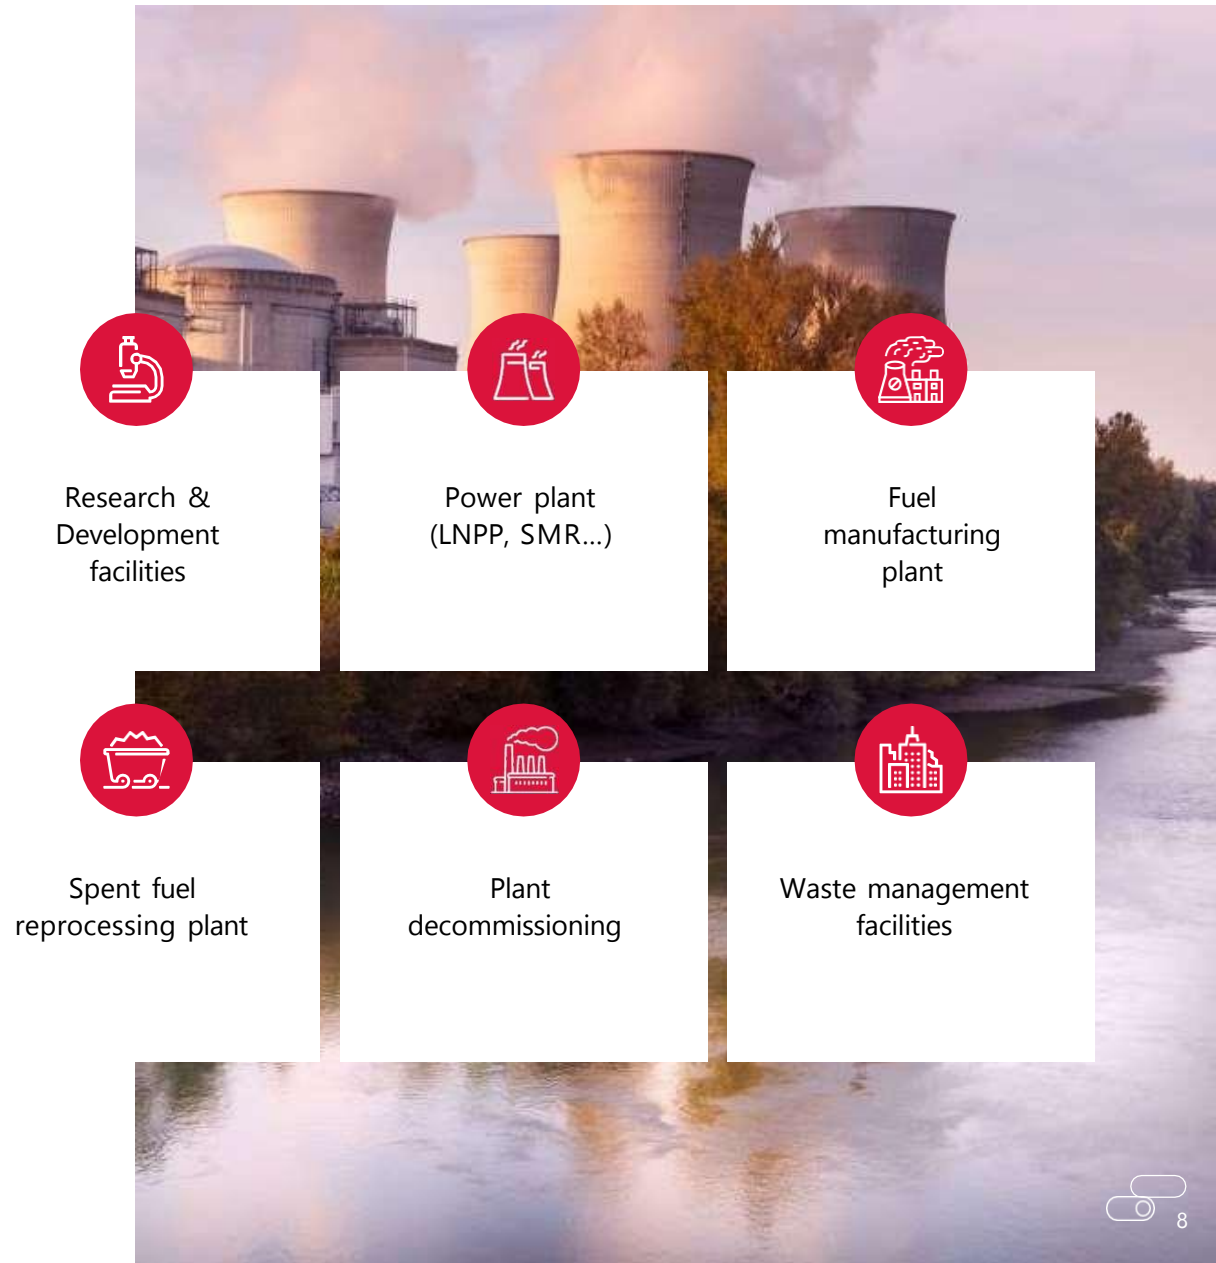 Research &
Development
facilities
Power plant
(LNPP, SMR...)
Fuel
manufacturing
plant
Spent fuel
reprocessing plant
Plant
decommissioning
Waste management
facilities
8